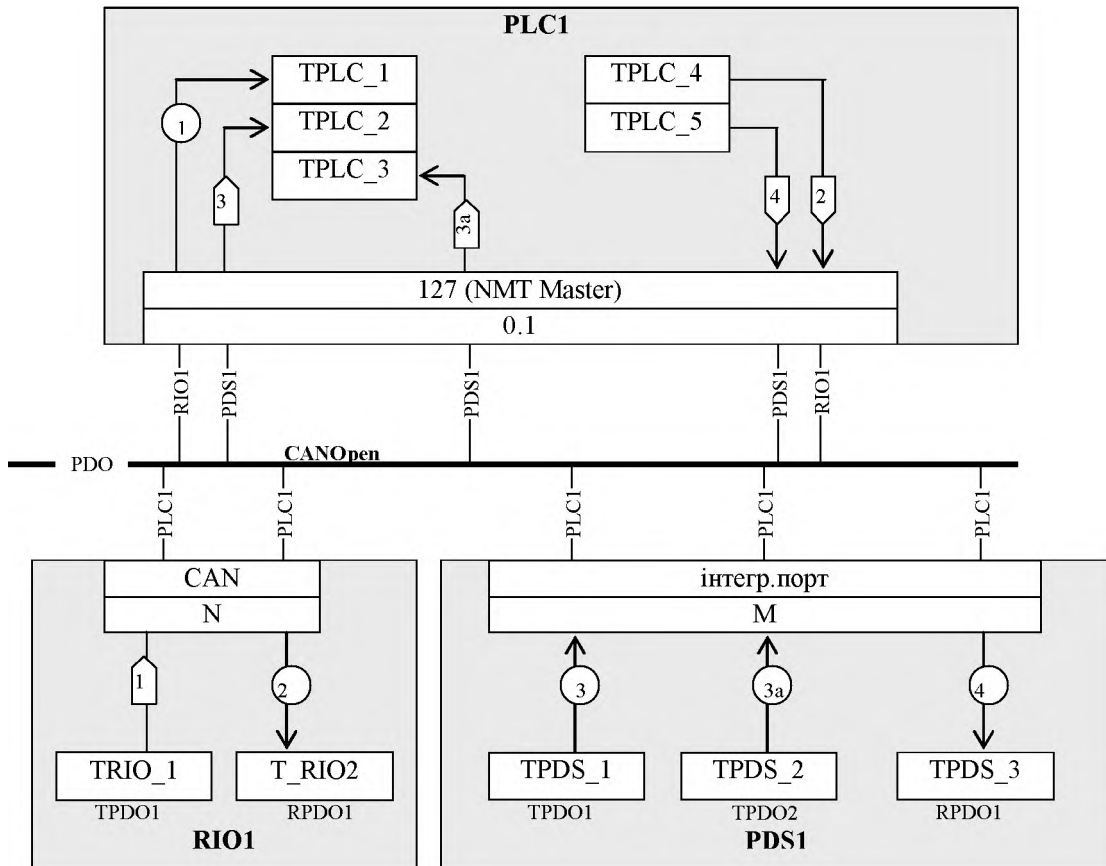 PLC1
TPLC_1
TPLC_4
TPLC_2
TPLC_5
TPLC_3
1
3
3a
4
2
127 (NMT Master)
0.1
RIO1
PDS1
PDS1
PDS1
RIO1
PDO
CANOpen
PLC1
PLC1
PLC1
PLC1
PLC1
CAN
N
інтегр.порт
M
1
2
3
3a
4
TRIO_1
T_RIO2
TPDS_1
TPDS_2
TPDS_3
TPDO1
RPDO1
TPDO1
TPDO2
RPDO1
RIO1
PDS1